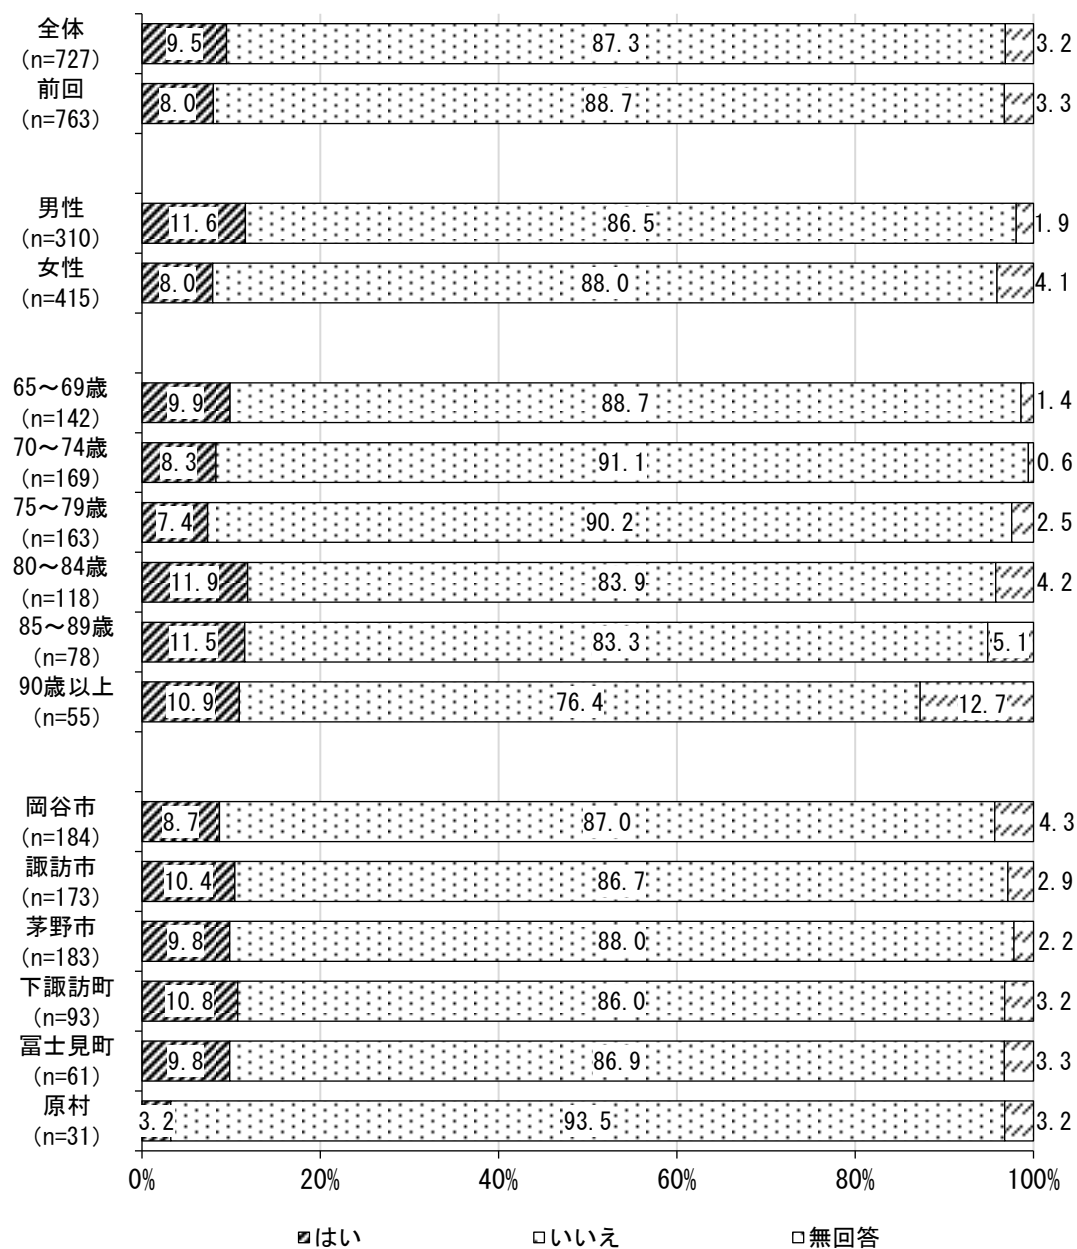 全体
(n=727)
9.5 87.3 3.2
前回
(n=763)
8.0 88.7 3.3
男性
(n=310)
11.6 86.5 1.9
女性
(n=415)
8.0 88.0 4.1
65～69歳
(n=142)
9.9 88.7 1.4
70～74歳
(n=169)
8.3 91.1 0.6
75～79歳
(n=163)
7.4 90.2 2.5
80～84歳
(n=118)
11.9 83.9 4.2
85～89歳
(n=78)
11.5 83.3 5.1
90歳以上
(n=55)
10.9 76.4 12.7
岡谷市
(n=184)
8.7 87.0 4.3
諏訪市
(n=173)
10.4 86.7 2.9
茅野市
(n=183)
9.8 88.0 2.2
下諏訪町
(n=93)
10.8 86.0 3.2
冨士見町
(n=61)
9.8 86.9 3.3
原村
(n=31)
3.2 93.5 3.2
0% 20% 40% 60% 80% 100%
はい いいえ 無回答